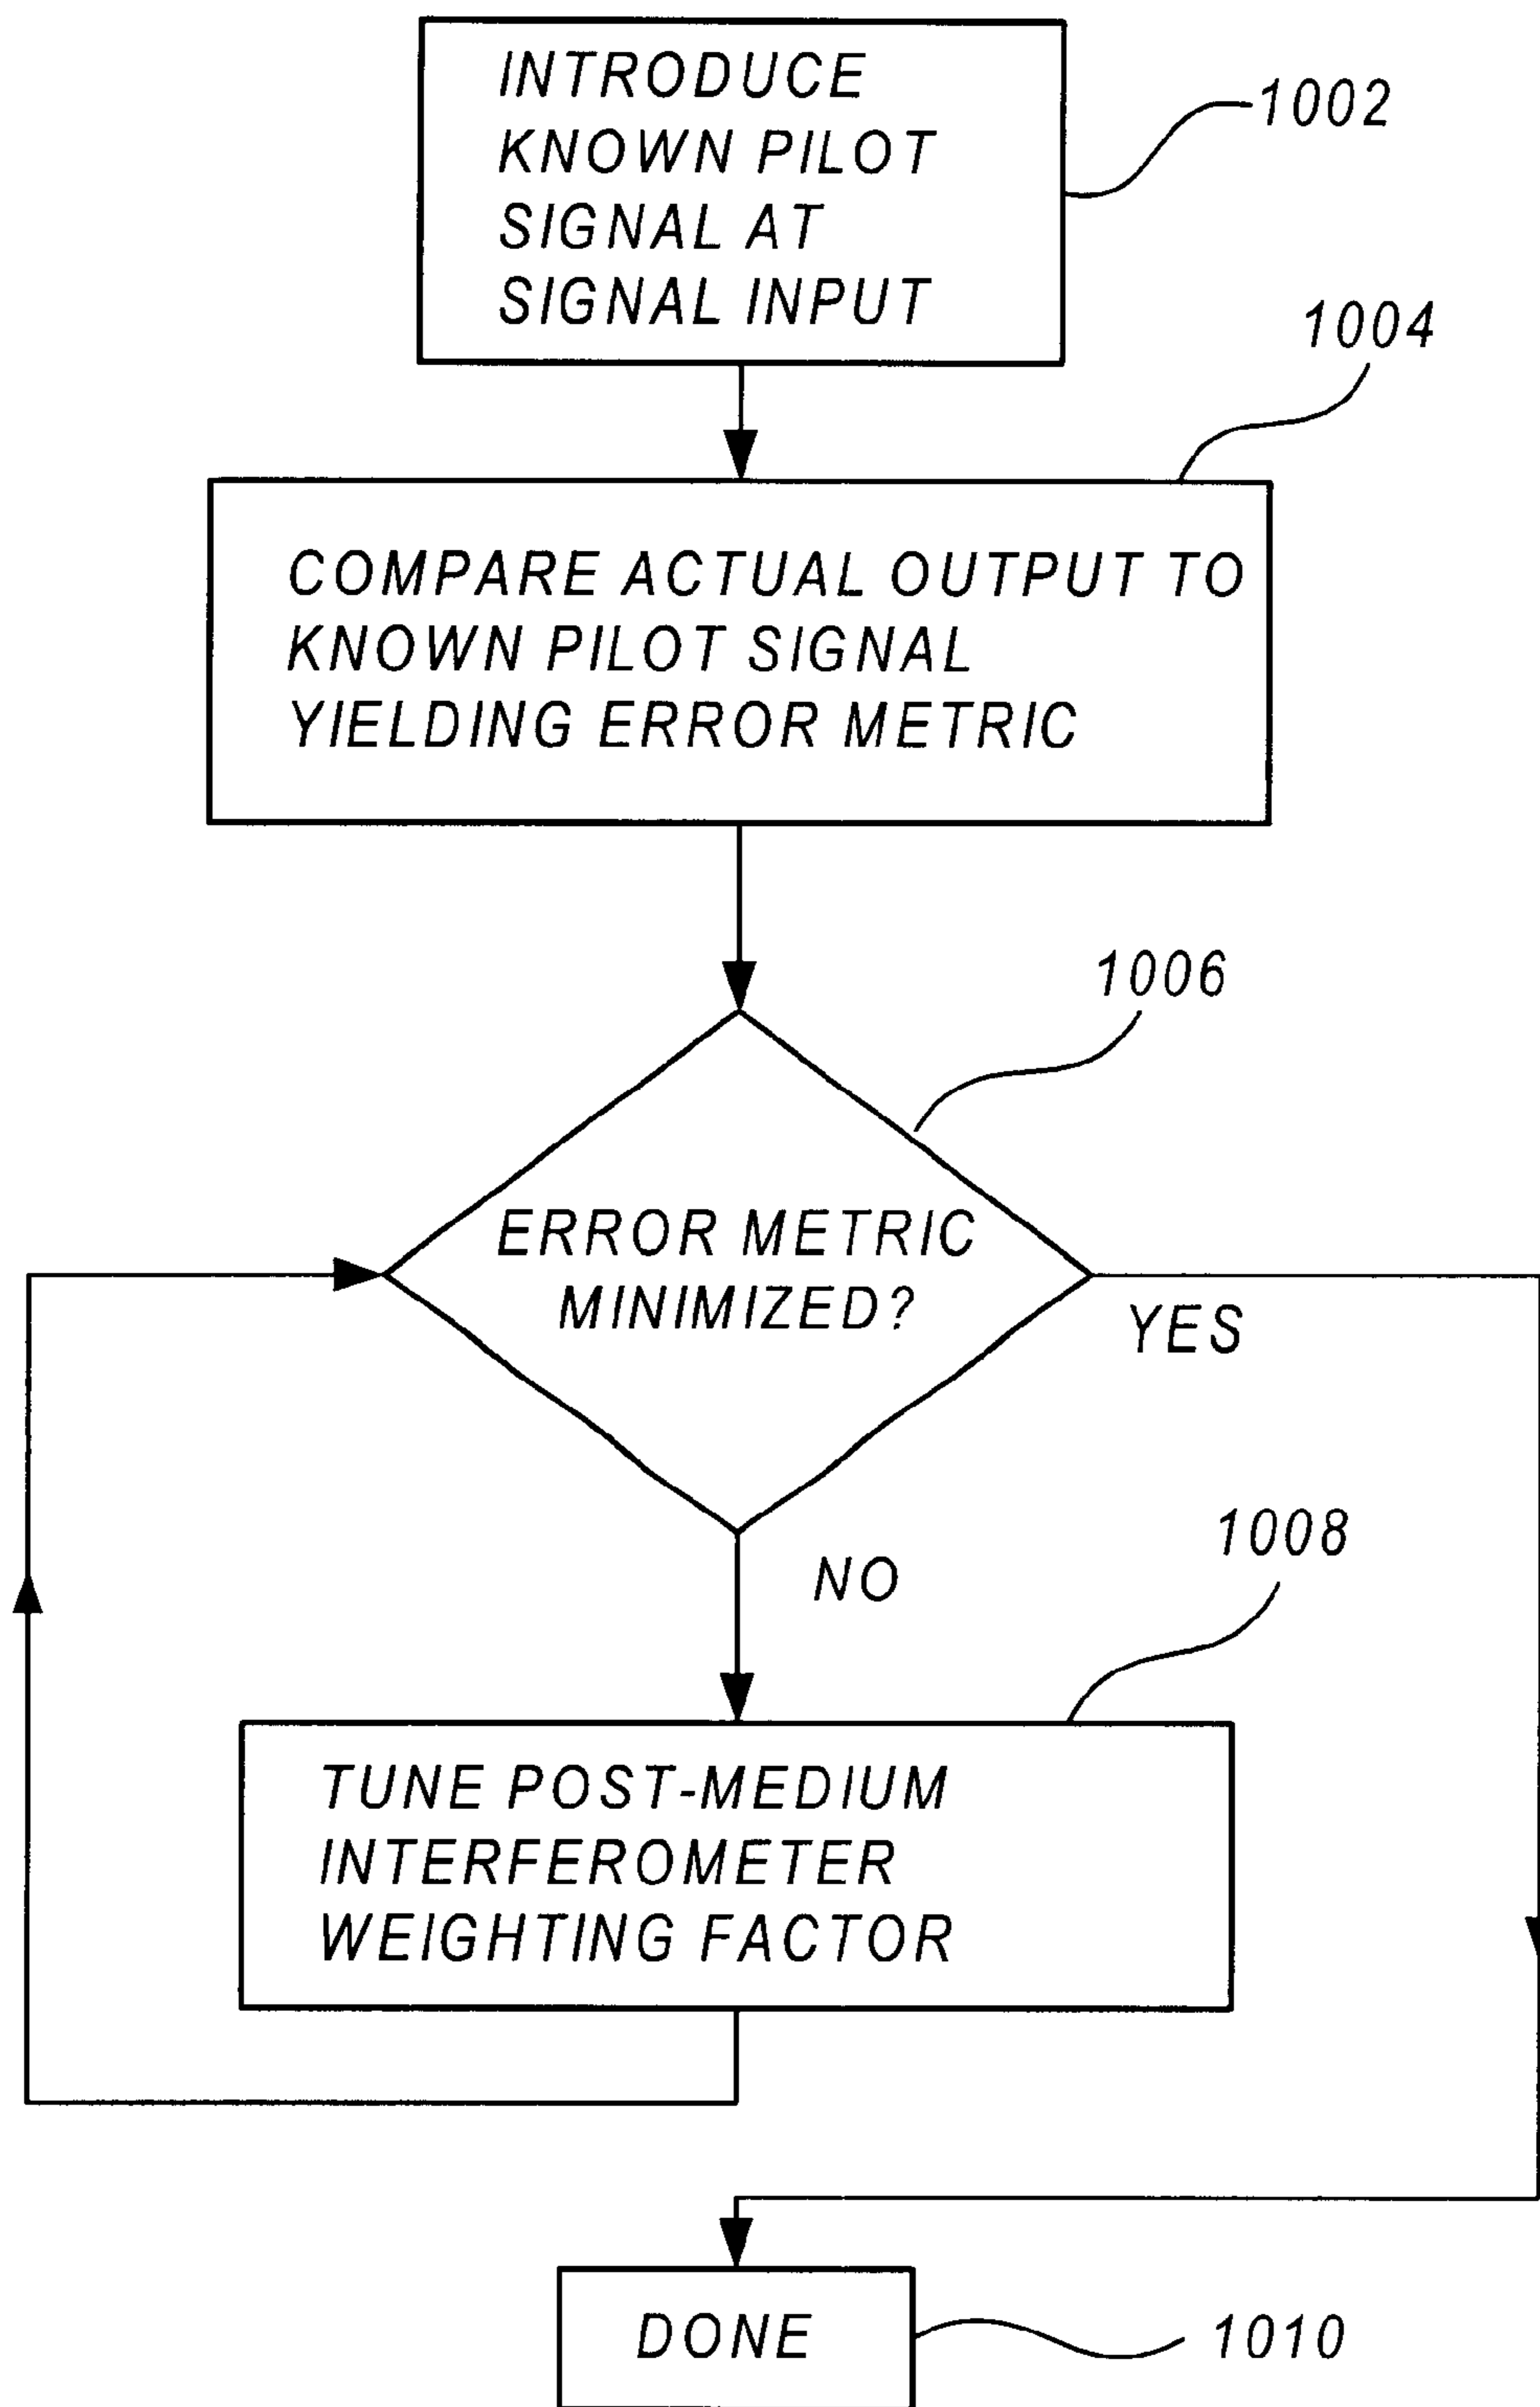 INTRODUCE
KNOWN PILOT
SIGNAL AT
SIGNAL INPUT
1002
1004
COMPARE ACTUAL OUTPUT TO
KNOWN PILOT SIGNAL
YIELDING ERROR METRIC
1006
ERROR METRIC
MINIMIZED?
YES
NO
1008
TUNE POST-MEDIUM
INTERFEROMETER
WEIGHTING FACTOR
DONE
1010